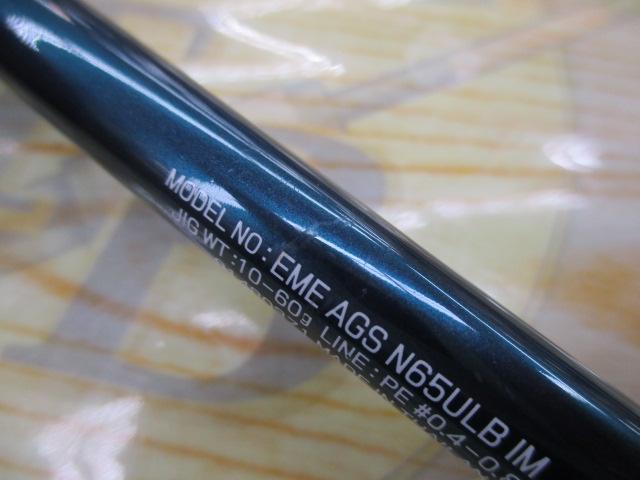 MODEL NO : EME AGS N65ULB IM
JIG WT : 10-60g LINE : PE #0.4-0.8